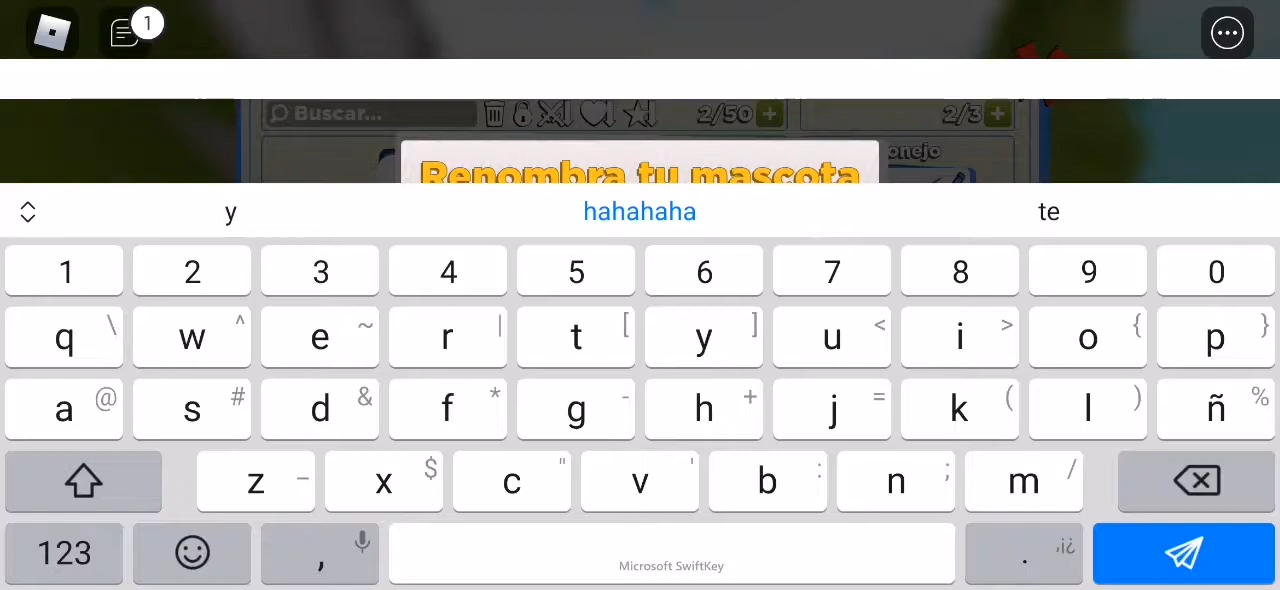 1
Buscar... 2/50 + 2/3 +
onejo
Renombra tu mascota
y hahahaha te
1 2 3 4 5 6 7 8 9 0
q \ w ^ e ~ r | t [ y ] u < i > o { p }
a @ s # d & f * g - h + j = k ( l ) ñ %
z _ x $ c " v ' b : n ; m /
123 , . ,¡¿
Microsoft SwiftKey